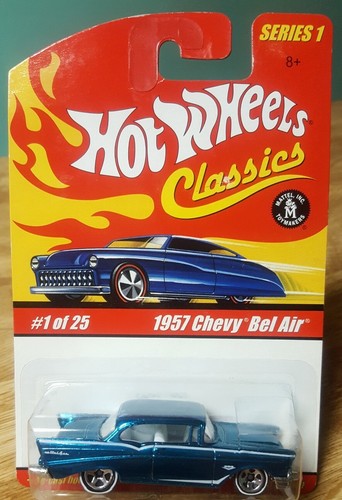 SERIES 1
8+
Hot Wheels®
Classics
MATTEL, INC.
M
TOYMAKERS
#1 of 25
1957 Chevy® Bel Air®